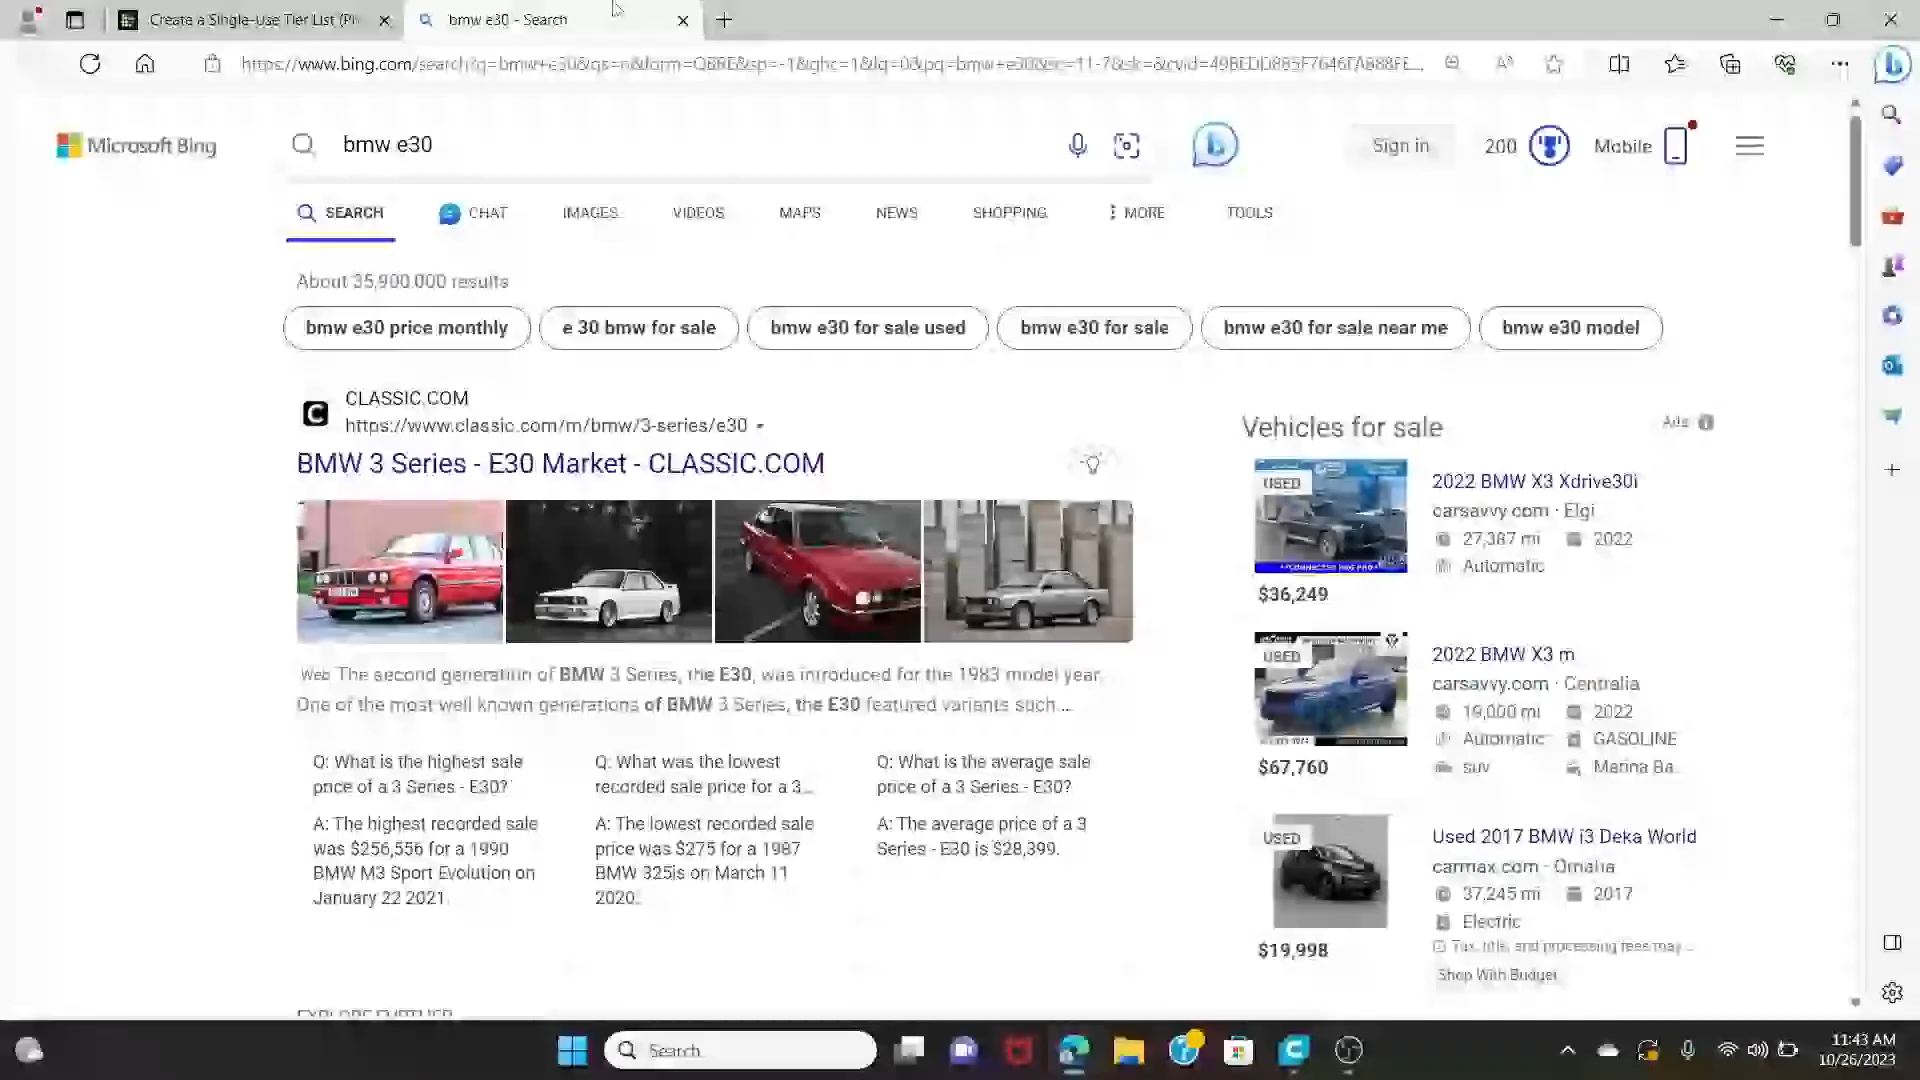 Create a Single-Use Tier List (Pi
bmw e30 - Search
Microsoft Bing
bmw e30
Sign in
200
Mobile
SEARCH
CHAT
IMAGES
VIDEOS
MAPS
NEWS
SHOPPING
MORE
TOOLS
About 35,900,000 results
bmw e30 price monthly
e 30 bmw for sale
bmw e30 for sale used
bmw e30 for sale
bmw e30 for sale near me
bmw e30 model
CLASSIC.COM
https://www.classic.com/m/bmw/3-series/e30
BMW 3 Series - E30 Market - CLASSIC.COM
Web The second generation of BMW 3 Series, the E30, was introduced for the 1983 model year.
One of the most well known generations of BMW 3 Series, the E30 featured variants such ...
Q: What is the highest sale
price of a 3 Series - E30?
A: The highest recorded sale
was $256,556 for a 1990
BMW M3 Sport Evolution on
January 22 2021.
Q: What was the lowest
recorded sale price for a 3...
A: The lowest recorded sale
price was $275 for a 1987
BMW 325is on March 11
2020.
Q: What is the average sale
price of a 3 Series - E30?
A: The average price of a 3
Series - E30 is $28,399.
Vehicles for sale
Ads
USED
2022 BMW X3 Xdrive30i
carsavvy.com · Elgi
27,387 mi
2022
Automatic
$36,249
USED
2022 BMW X3 m
carsavvy.com · Centralia
19,000 mi
2022
Automatic
GASOLINE
suv
Marina Ba
$67,760
USED
Used 2017 BMW i3 Deka World
carmax.com · Omaha
37,245 mi
2017
Electric
Tax, title, and processing fees may ...
Shop With Budget
$19,998
Search
11:43 AM
10/26/2023